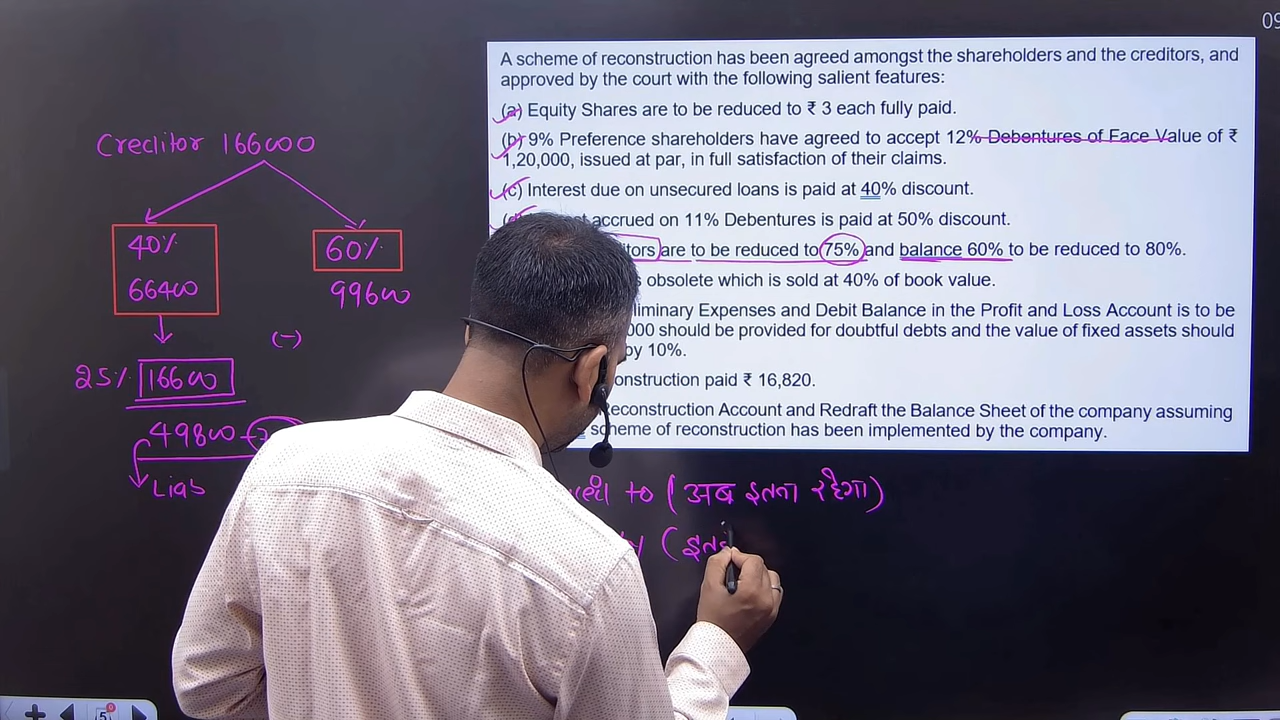 09
A scheme of reconstruction has been agreed amongst the shareholders and the creditors, and
approved by the court with the following salient features:
(a) Equity Shares are to be reduced to ₹ 3 each fully paid.
(b) 9% Preference shareholders have agreed to accept 12% Debentures of Face Value of ₹
1,20,000, issued at par, in full satisfaction of their claims.
(c) Interest due on unsecured loans is paid at 40% discount.
accrued on 11% Debentures is paid at 50% discount.
are to be reduced to 75% and balance 60% to be reduced to 80%.
obsolete which is sold at 40% of book value.
Expenses and Debit Balance in the Profit and Loss Account is to be
should be provided for doubtful debts and the value of fixed assets should
by 10%.
paid ₹ 16,820.
Reconstruction Account and Redraft the Balance Sheet of the company assuming
scheme of reconstruction has been implemented by the company.
Creditor 166000
40% 60%
66400 99600
(-)
25% 16600
49800
Liab
to (अब इतना रहेगा)
5